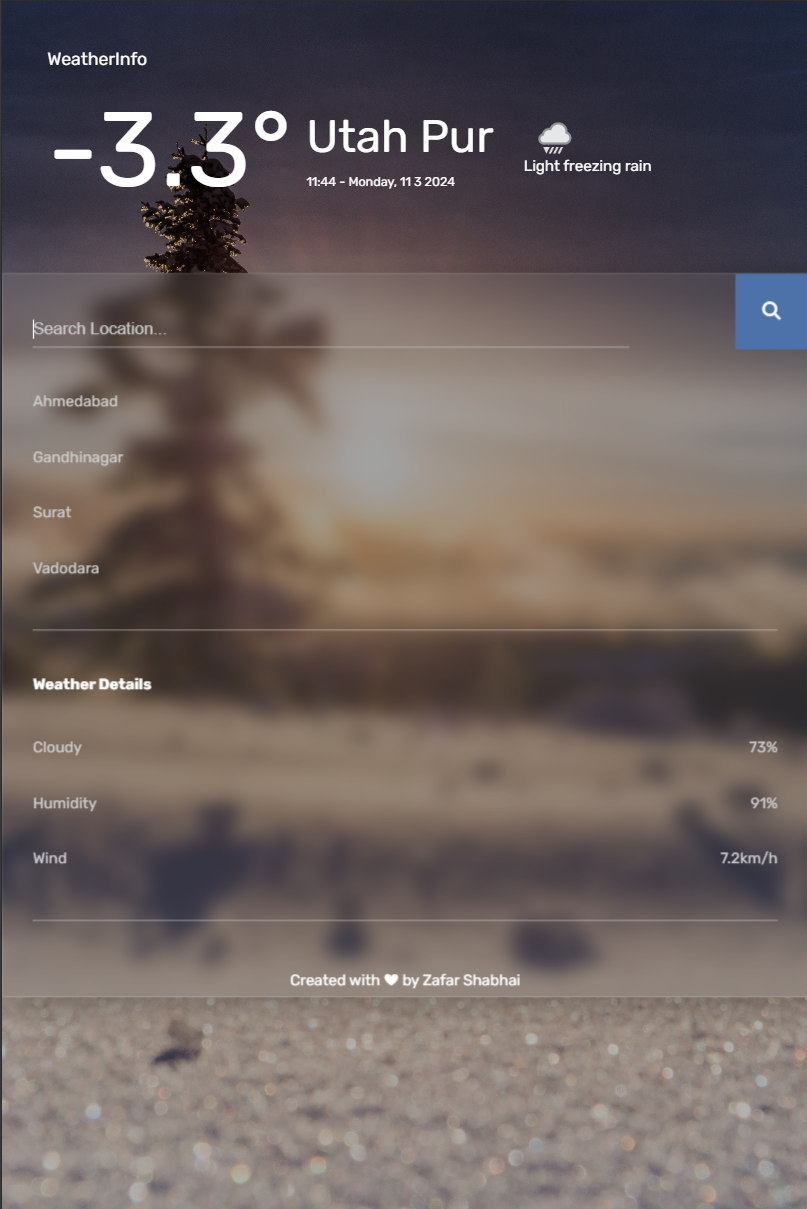 WeatherInfo
-3.3°
Utah Pur
11:44 - Monday, 11 3 2024
Light freezing rain
Search Location...
Ahmedabad
Gandhinagar
Surat
Vadodara
Weather Details
Cloudy 73%
Humidity 91%
Wind 7.2km/h
Created with ❤ by Zafar Shabhai